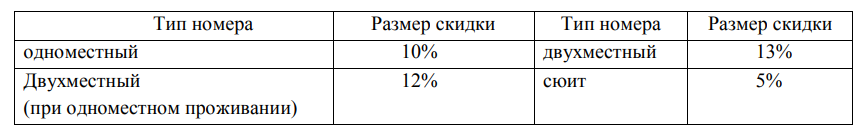 Тип номера Размер скидки Тип номера Размер скидки
одноместный 10% двухместный 13%
Двухместный 12% сюит 5%
(при одноместном проживании)